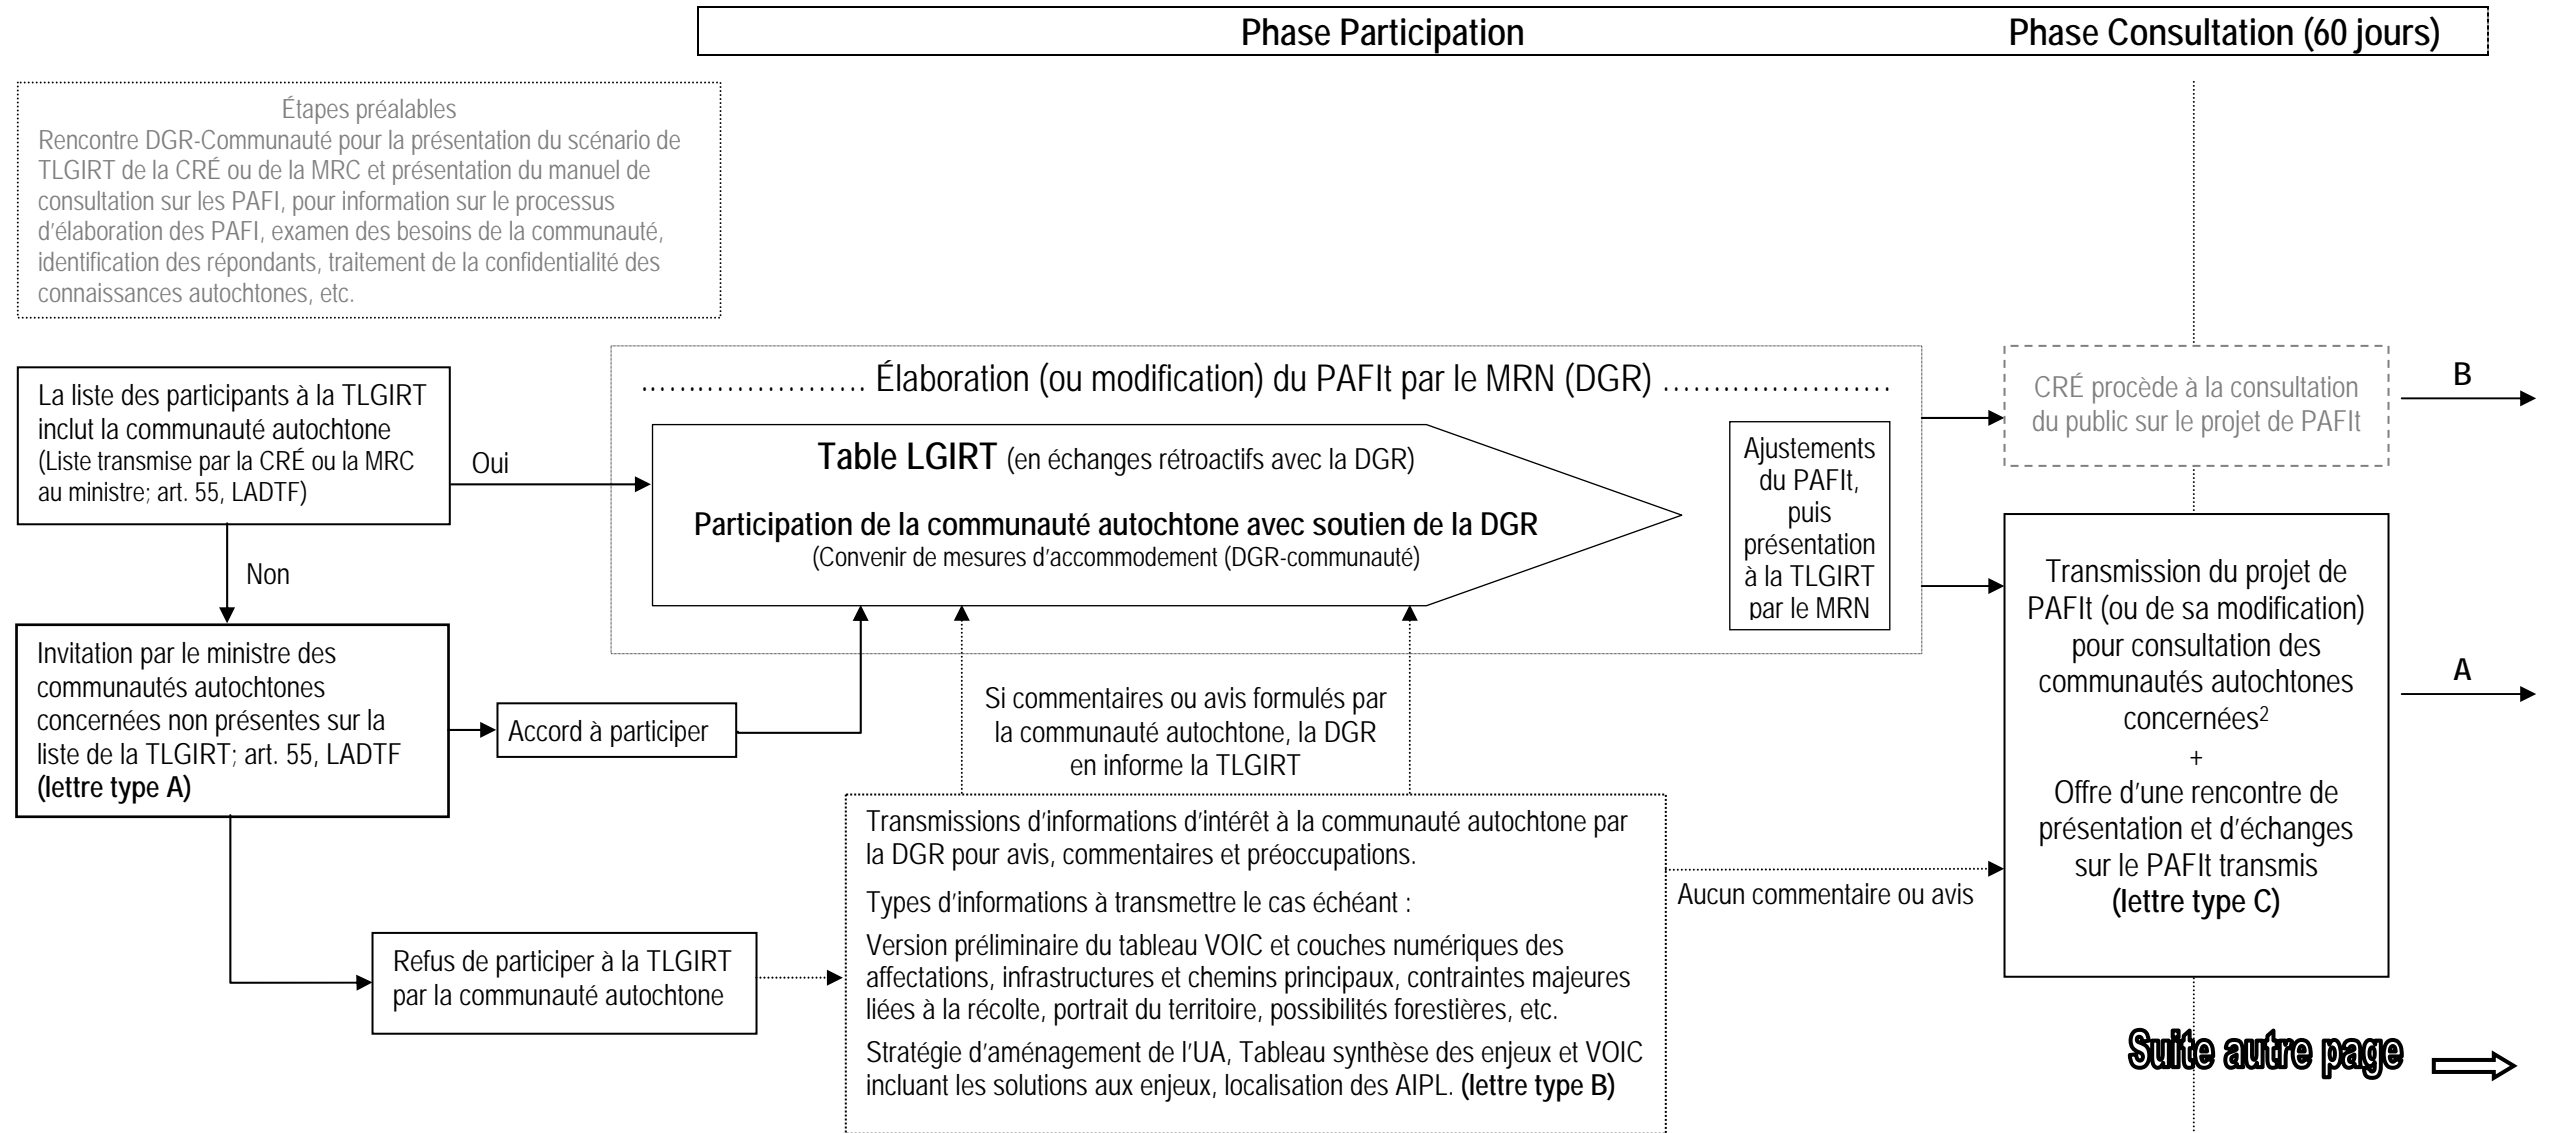 Phase Participation
Phase Consultation (60 jours)
Étapes préalables
Rencontre DGR-Communauté pour la présentation du scénario de
TLGIRT de la CRÉ ou de la MRC et présentation du manuel de
consultation sur les PAFI, pour information sur le processus
d'élaboration des PAFI, examen des besoins de la communauté,
identification des répondants, traitement de la confidentialité des
connaissances autochtones, etc.
La liste des participants à la TLGIRT
inclut la communauté autochtone
(Liste transmise par la CRÉ ou la MRC
au ministre; art. 55, LADTF)
Oui
Non
Invitation par le ministre des
communautés autochtones
concernées non présentes sur la
liste de la TLGIRT; art. 55, LADTF
(lettre type A)
Accord à participer
Refus de participer à la TLGIRT
par la communauté autochtone
…………………… Élaboration (ou modification) du PAFIt par le MRN (DGR) ……………………
Table LGIRT (en échanges rétroactifs avec la DGR)
Participation de la communauté autochtone avec soutien de la DGR
(Convenir de mesures d'accommodement (DGR-communauté)
Ajustements
du PAFIt,
puis
présentation
à la TLGIRT
par le MRN
Si commentaires ou avis formulés par
la communauté autochtone, la DGR
en informe la TLGIRT
Transmissions d'informations d'intérêt à la communauté autochtone par
la DGR pour avis, commentaires et préoccupations.
Types d'informations à transmettre le cas échéant :
Version préliminaire du tableau VOIC et couches numériques des
affectations, infrastructures et chemins principaux, contraintes majeures
liées à la récolte, portrait du territoire, possibilités forestières, etc.
Stratégie d'aménagement de l'UA, Tableau synthèse des enjeux et VOIC
incluant les solutions aux enjeux, localisation des AIPL. (lettre type B)
Aucun commentaire ou avis
CRÉ procède à la consultation
du public sur le projet de PAFIt
B
Transmission du projet de
PAFIt (ou de sa modification)
pour consultation des
communautés autochtones
concernées2
+
Offre d'une rencontre de
présentation et d'échanges
sur le PAFIt transmis
(lettre type C)
A
Suite autre page